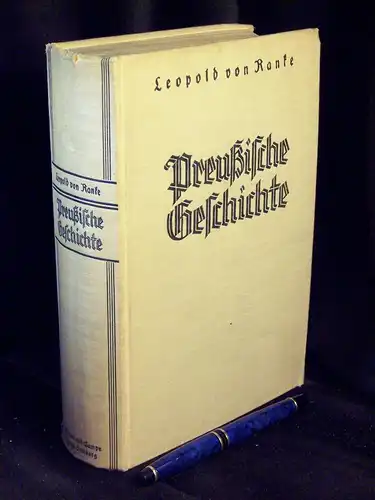 Leopold von Ranke
Preußische
Geschichte
Leopold von Ranke
Preußische
Geschichte